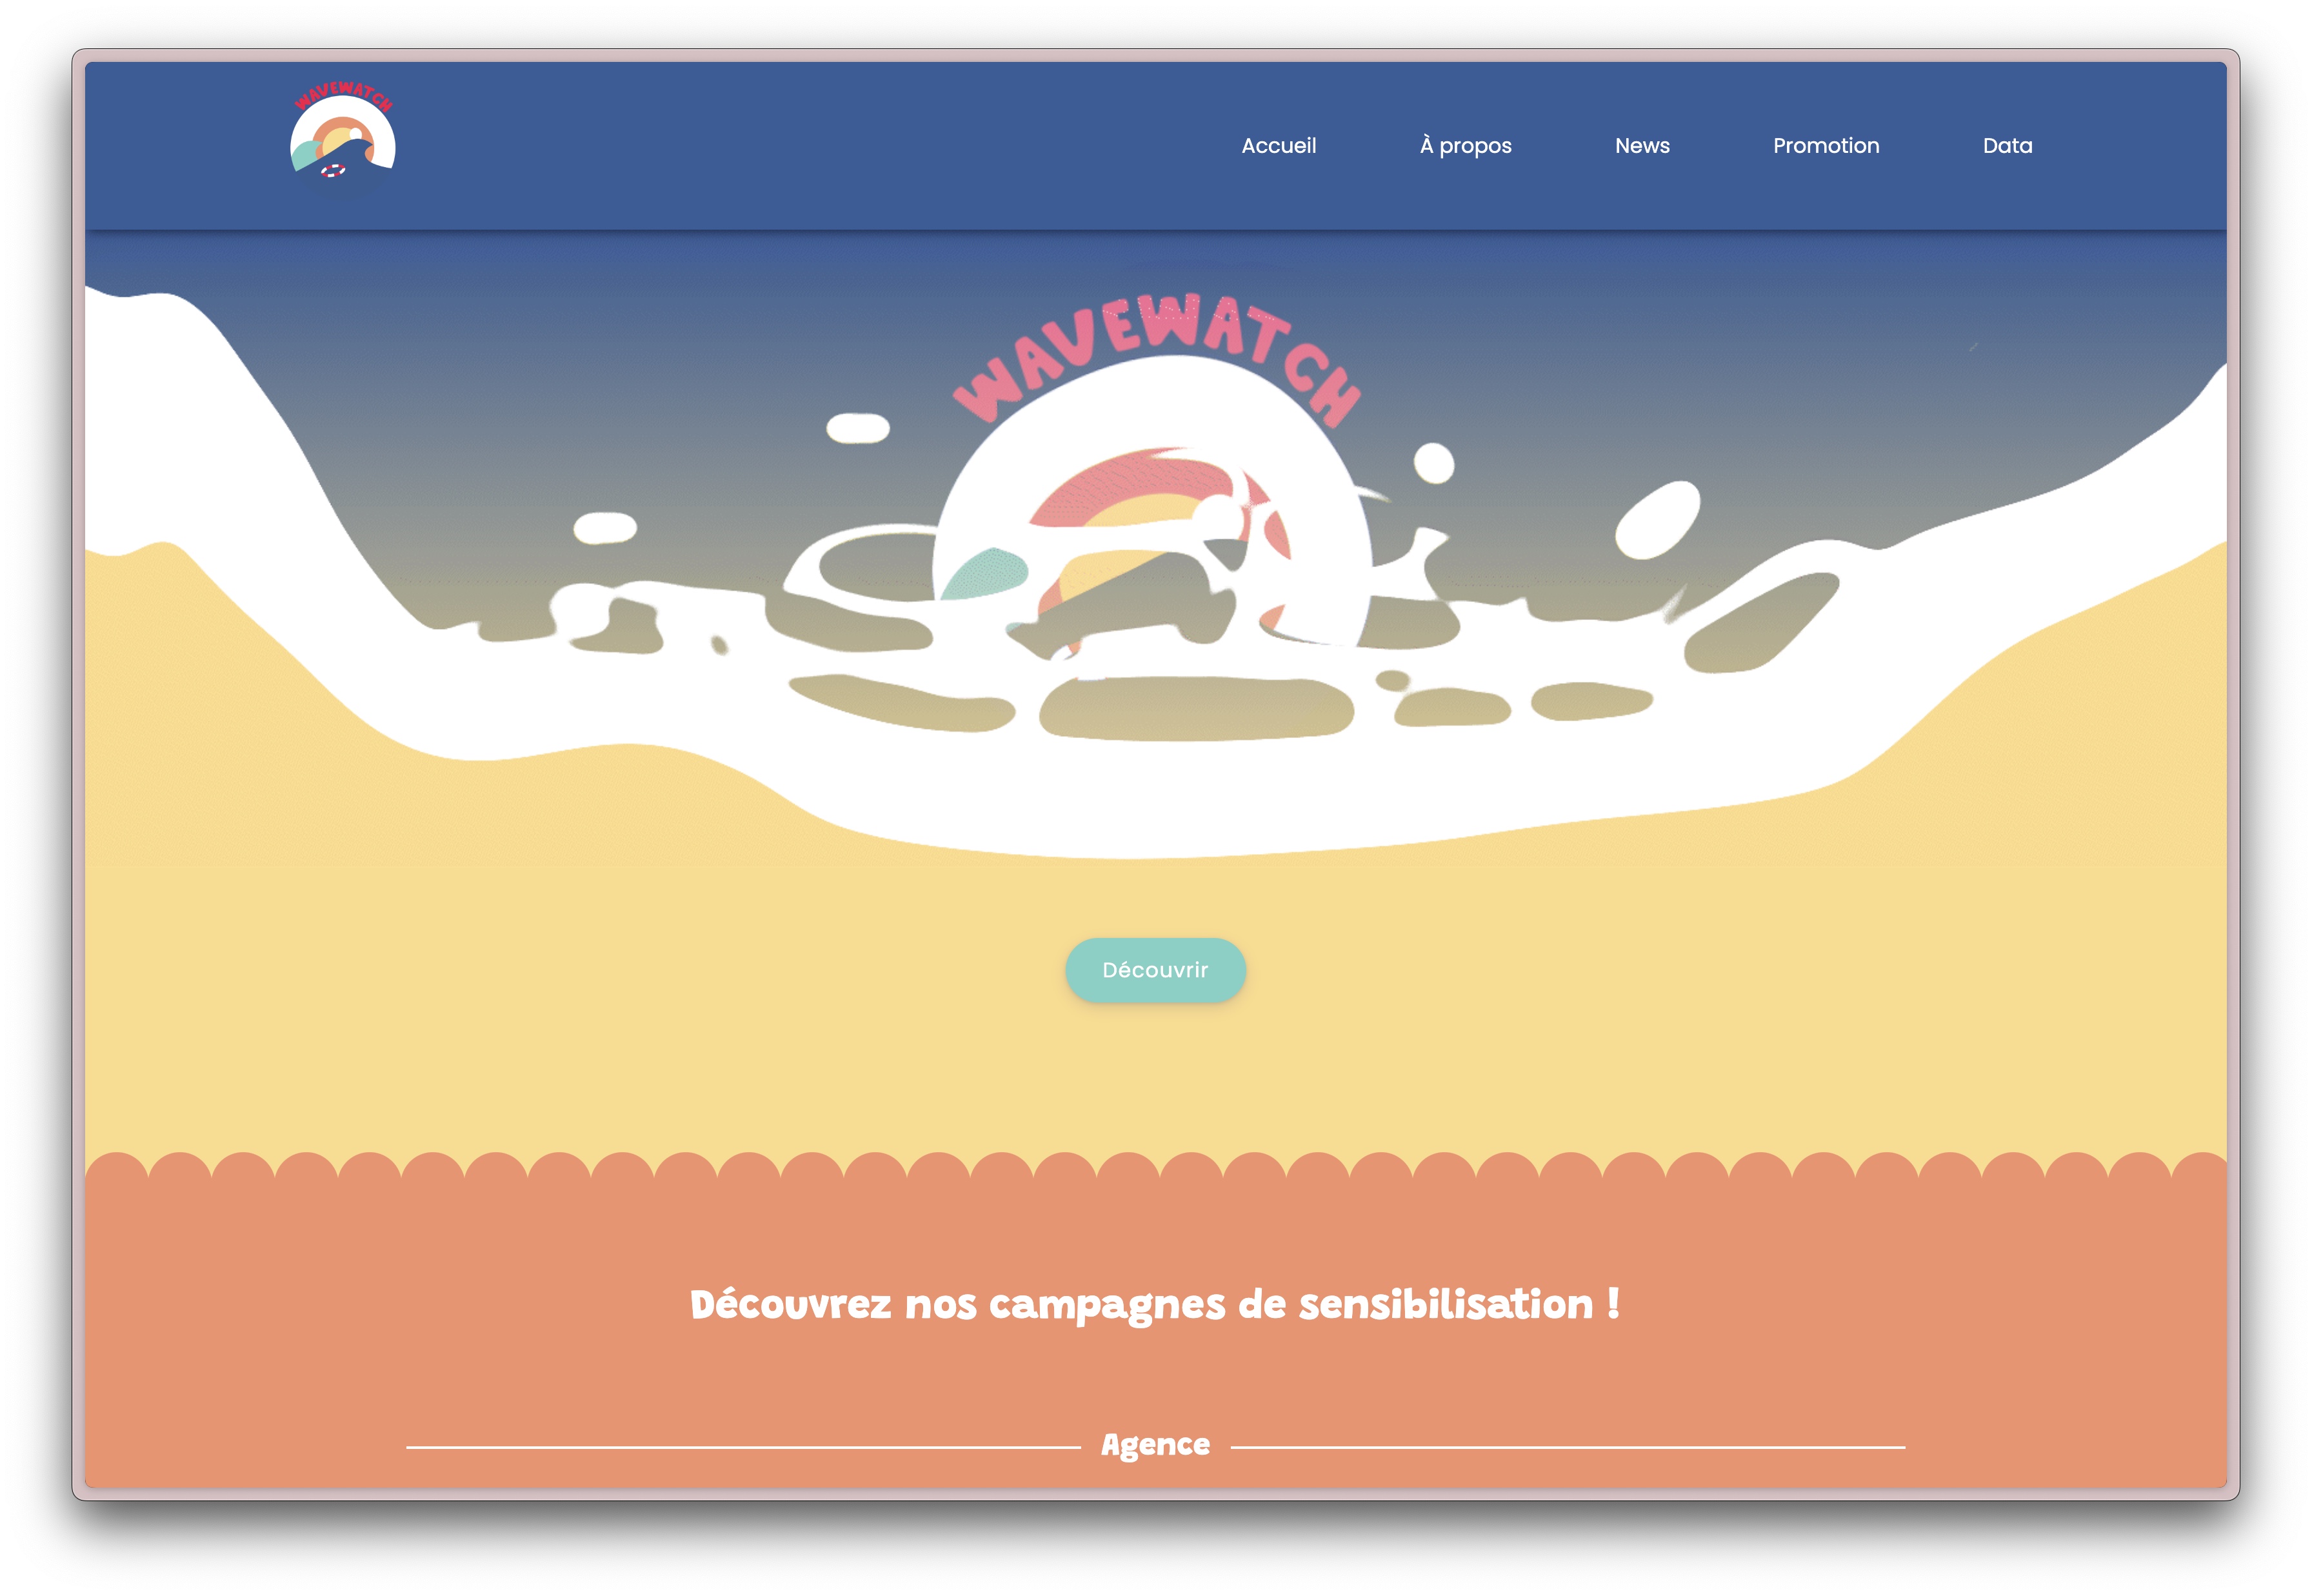 WAVEWATCH
Accueil À propos News Promotion Data
WAVEWATCH
Découvrir
Découvrez nos campagnes de sensibilisation !
Agence